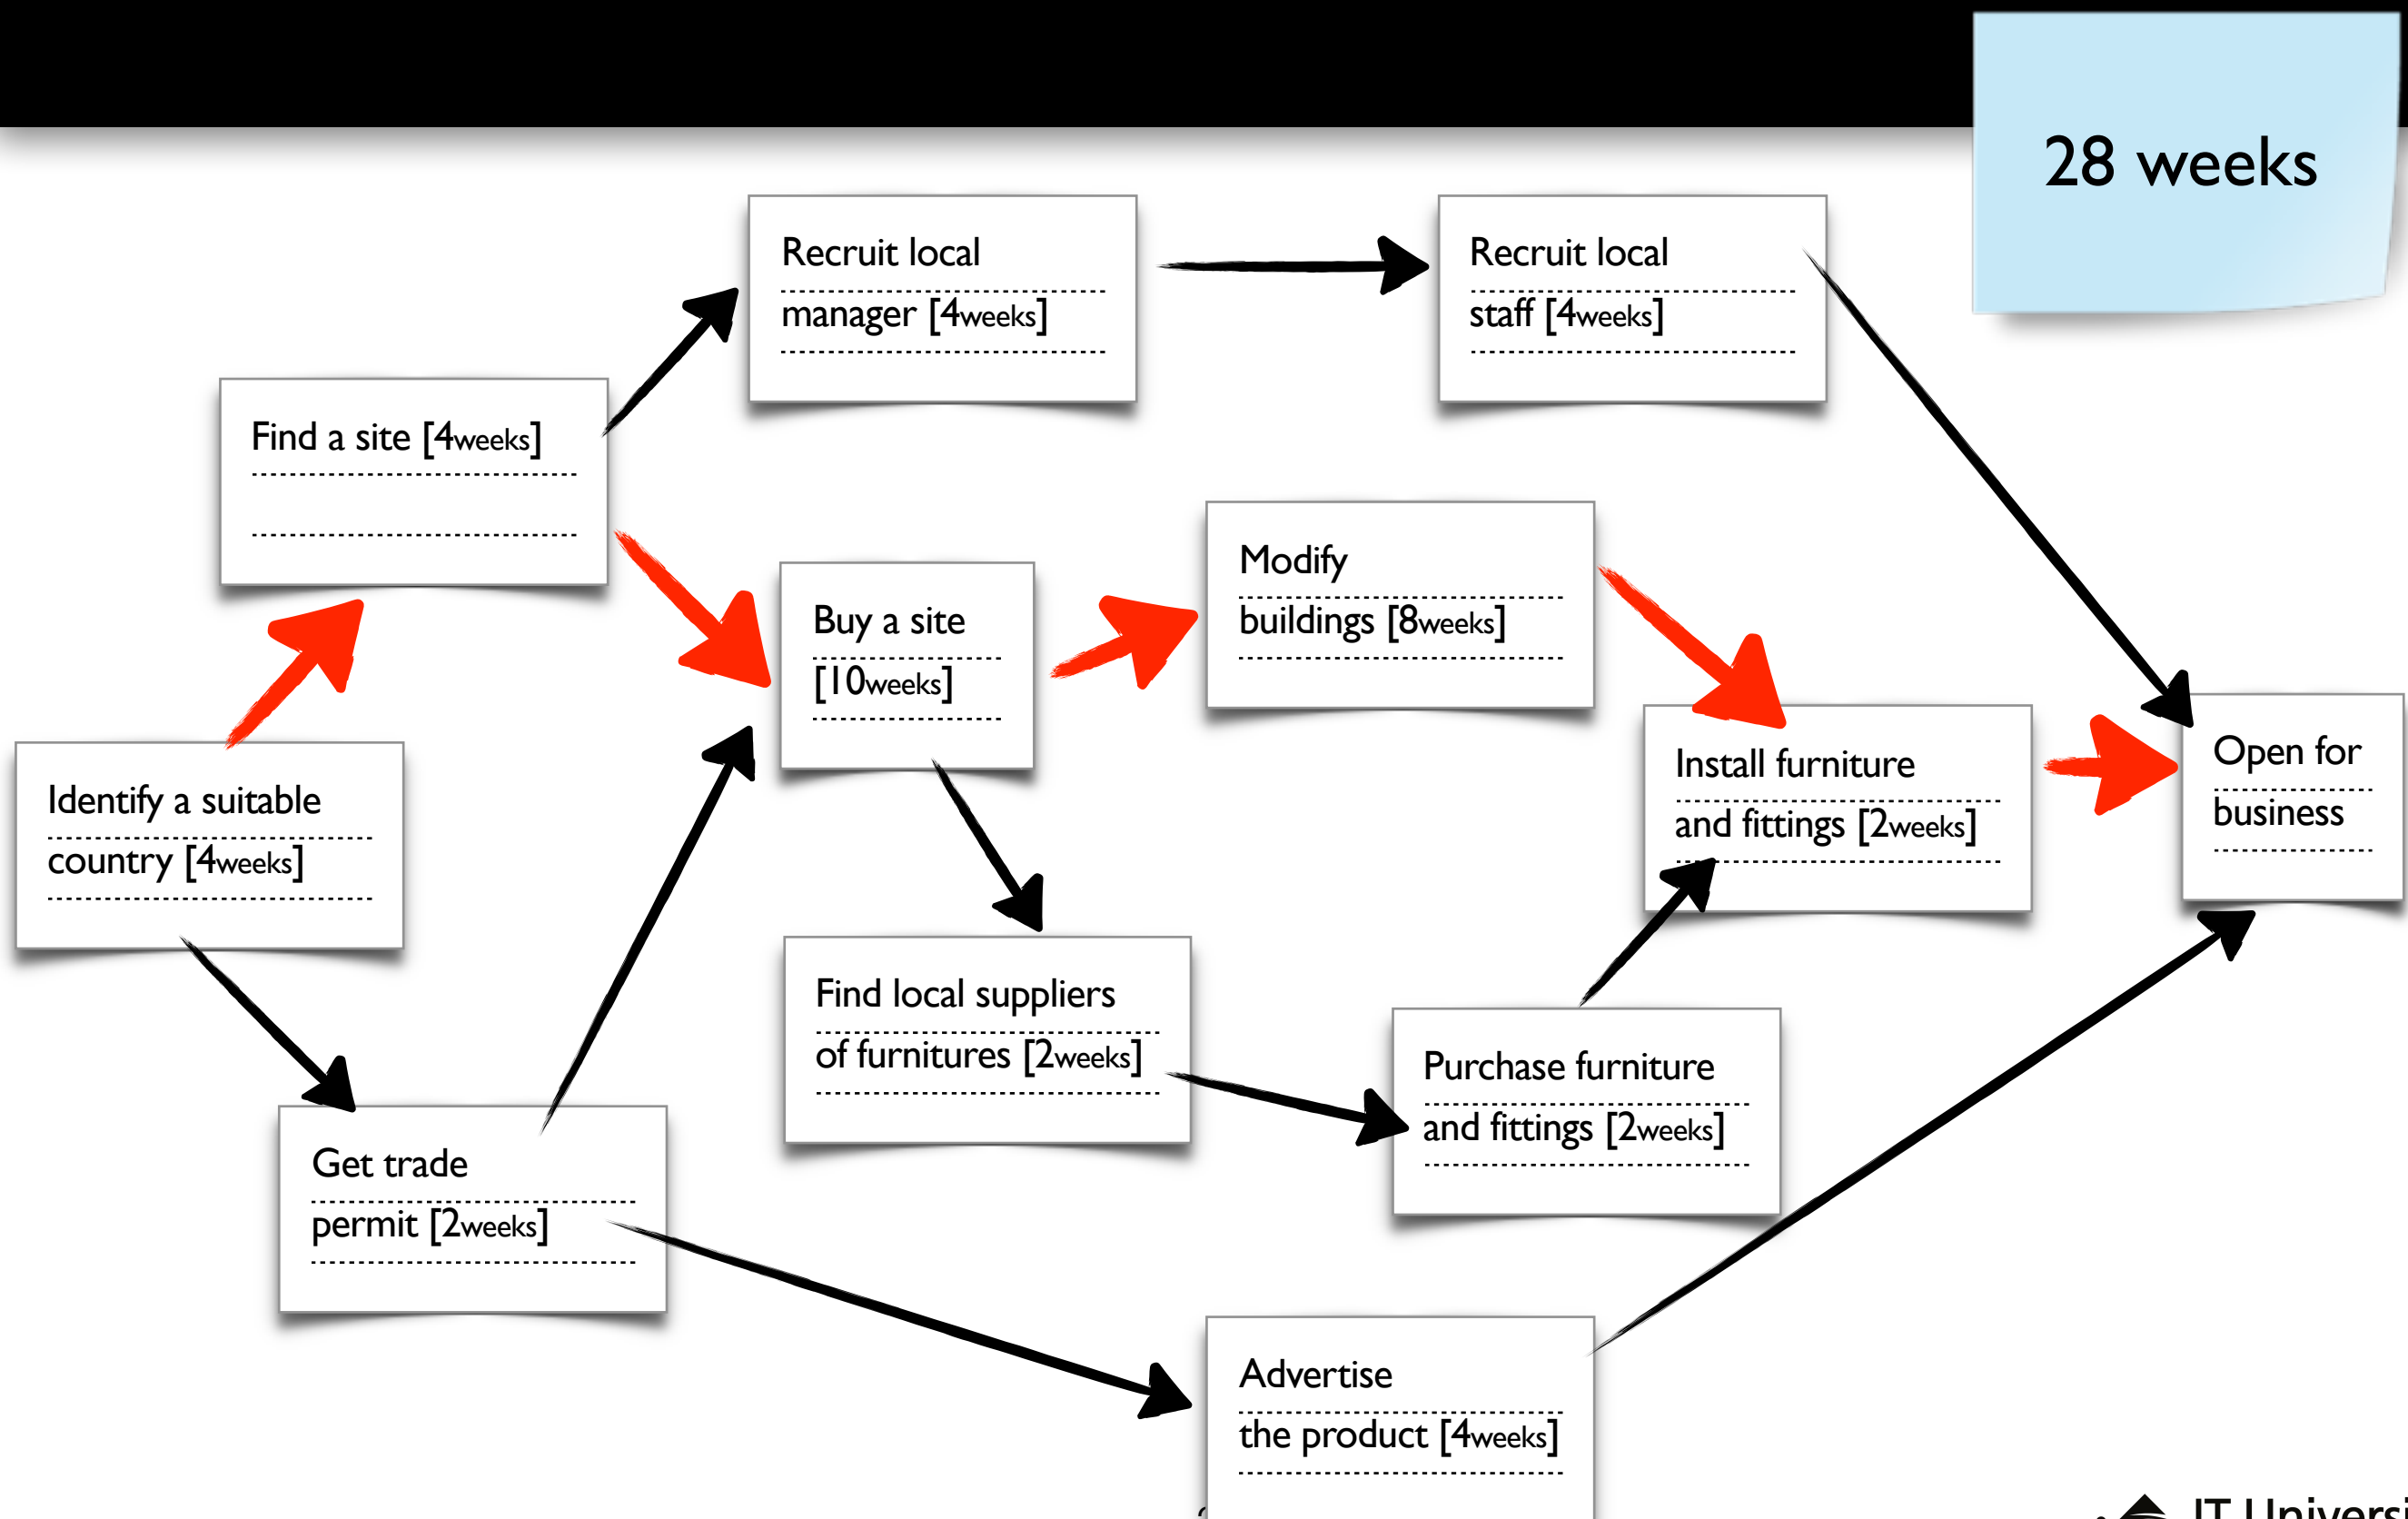 28 weeks
Recruit local
manager [4weeks]
Recruit local
staff [4weeks]
Find a site [4weeks]
Modify
buildings [8weeks]
Buy a site
[10weeks]
Identify a suitable
country [4weeks]
Install furniture
and fittings [2weeks]
Open for
business
Find local suppliers
of furnitures [2weeks]
Purchase furniture
and fittings [2weeks]
Get trade
permit [2weeks]
Advertise
the product [4weeks]
IT